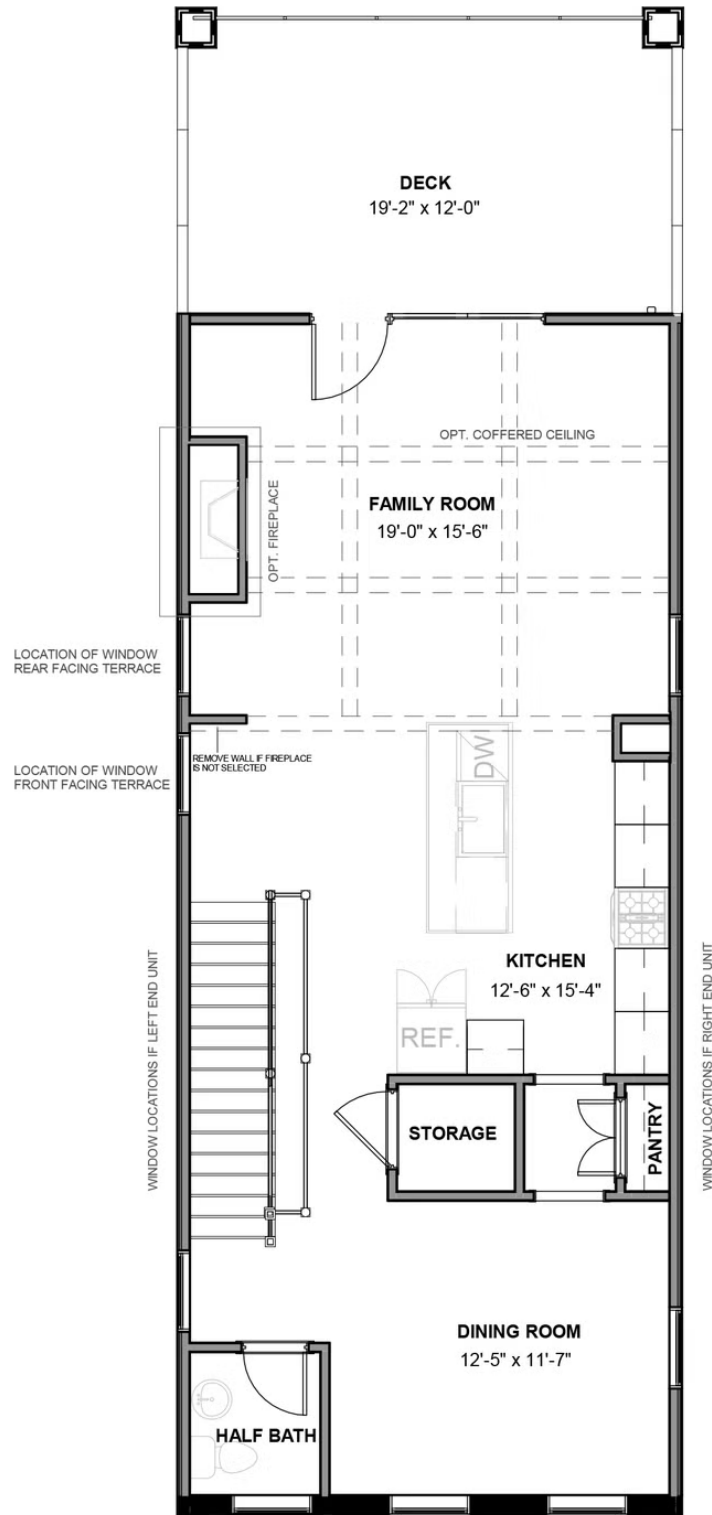 DECK
19'-2" x 12'-0"
OPT. COFFERED CEILING
FAMILY ROOM
19'-0" x 15'-6"
OPT. FIREPLACE
LOCATION OF WINDOW
REAR FACING TERRACE
REMOVE WALL IF FIREPLACE
IS NOT SELECTED
LOCATION OF WINDOW
FRONT FACING TERRACE
DW
KITCHEN
12'-6" x 15'-4"
REF.
WINDOW LOCATIONS IF LEFT END UNIT
WINDOW LOCATIONS IF RIGHT END UNIT
STORAGE
PANTRY
DINING ROOM
12'-5" x 11'-7"
HALF BATH